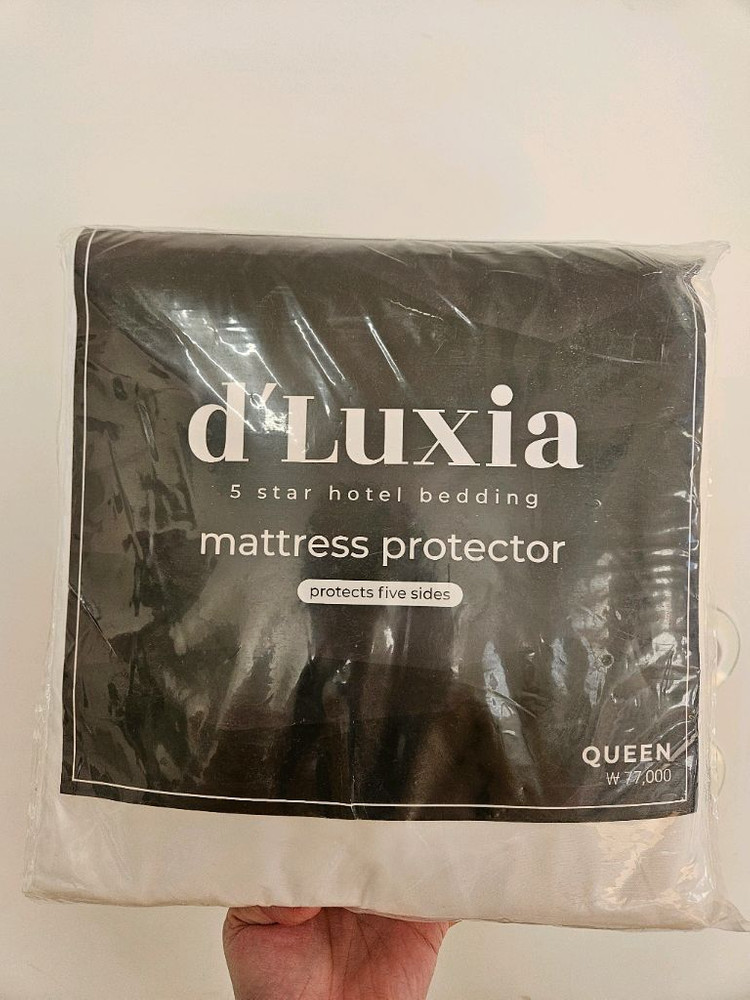 d'Luxia
5 star hotel bedding
mattress protector
protects five sides
QUEEN
₩ 77,000